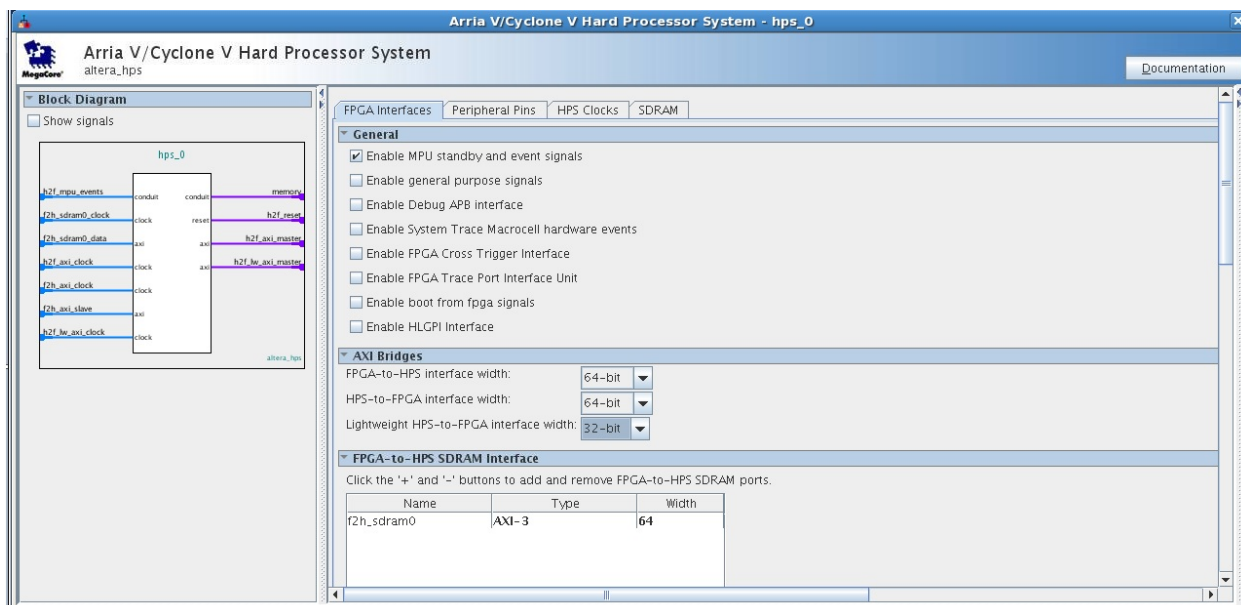 Arria V/Cyclone V Hard Processor System - hps_0
Arria V/Cyclone V Hard Processor System
altera_hps
MegaCore'
Documentation
Block Diagram
Show signals
hps_0
h2f_mpu_events
conduit
conduit
memory
f2h_sdram0_clock
clock
reset
h2f_reset
f2h_sdram0_data
axi
axi
h2f_axi_master
h2f_axi_clock
clock
axi
h2f_lw_axi_master
f2h_axi_clock
clock
f2h_axi_slave
axi
h2f_lw_axi_clock
clock
altera_hps
FPGA Interfaces Peripheral Pins HPS Clocks SDRAM
General
Enable MPU standby and event signals
Enable general purpose signals
Enable Debug APB interface
Enable System Trace Macrocell hardware events
Enable FPGA Cross Trigger Interface
Enable FPGA Trace Port Interface Unit
Enable boot from fpga signals
Enable HLGPI Interface
AXI Bridges
FPGA-to-HPS interface width: 64-bit
HPS-to-FPGA interface width: 64-bit
Lightweight HPS-to-FPGA interface width: 32-bit
FPGA-to-HPS SDRAM Interface
Click the '+' and '-' buttons to add and remove FPGA-to-HPS SDRAM ports.
Name Type Width
f2h_sdram0 AXI-3 64